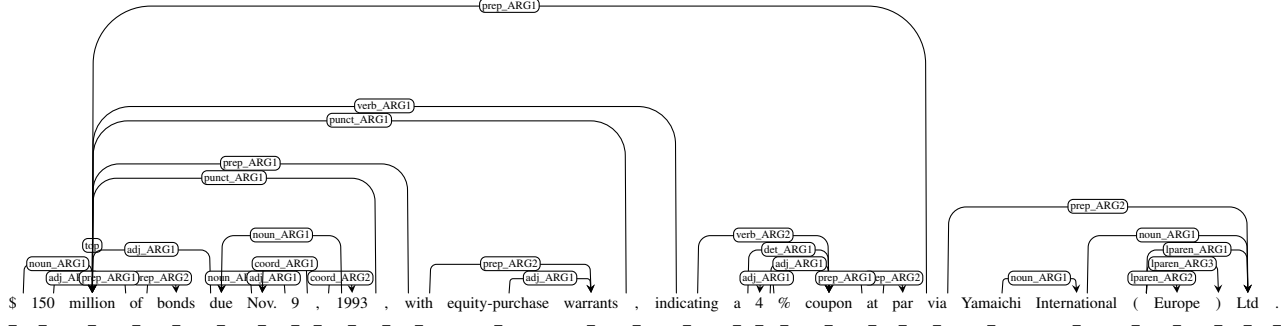 prep_ARG1
verb_ARG1
punct_ARG1
prep_ARG1
punct_ARG1
prep_ARG2
top adj_ARG1 noun_ARG1 verb_ARG2 noun_ARG1
det_ARG1 lparen_ARG1
noun_ARG1 coord_ARG1 prep_ARG2 adj_ARG1 lparen_ARG3
prep_ARG1 adj_ARG1 coord_ARG2 adj_ARG1 adj_ARG1 prep_ARG1 noun_ARG1 lparen_ARG2
$ 150 million of bonds due Nov. 9 , 1993 , with equity-purchase warrants , indicating a 4 % coupon at par via Yamaichi International ( Europe ) Ltd .
_ _ _ _ _ _ _ _ _ _ _ _ _ _ _ _ _ _ _ _ _ _ _ _ _ _ _ _ _ _